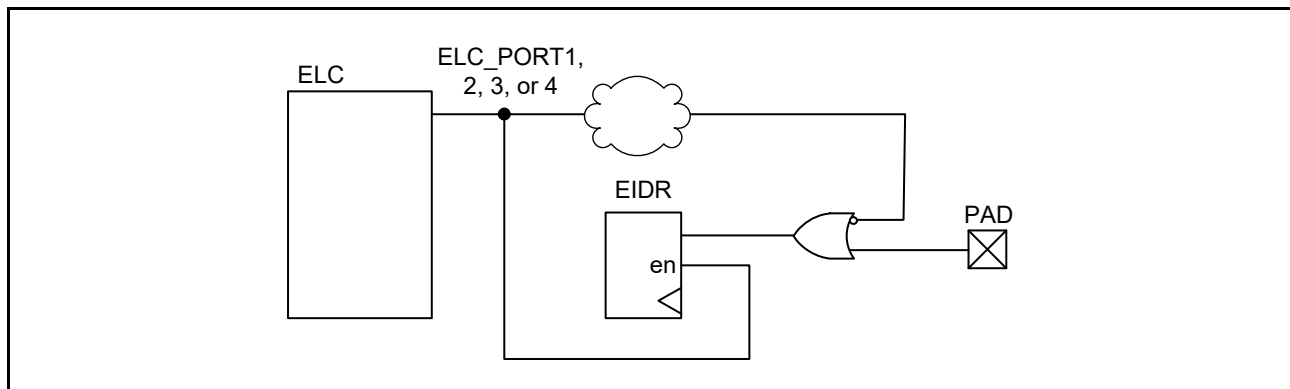 ELC_PORT1,
2, 3, or 4
ELC
EIDR
PAD
en